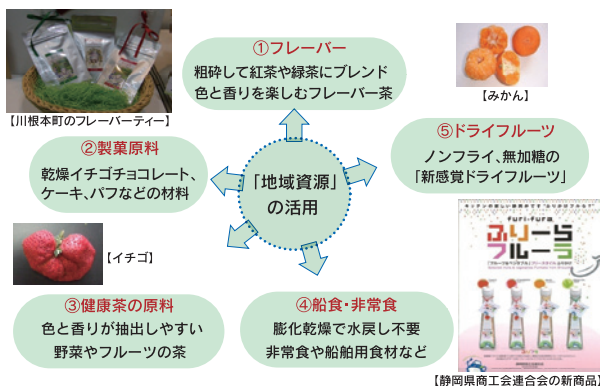 ①フレーバー
粗砕して紅茶や緑茶にブレンド
色と香りを楽しむフレーバー茶
【川根本町のフレーバーティー】
【みかん】
②製菓原料
乾燥イチゴチョコレート、
ケーキ、パフなどの材料
「地域資源」
の活用
⑤ドライフルーツ
ノンフライ、無加糖の
「新感覚ドライフルーツ」
【イチゴ】
furi-fura
ふりーら
フルーラ
③健康茶の原料
色と香りが抽出しやすい
野菜やフルーツの茶
④船食・非常食
膨化乾燥で水戻し不要
非常食や船舶用食材など
【静岡県商工会連合会の新商品】